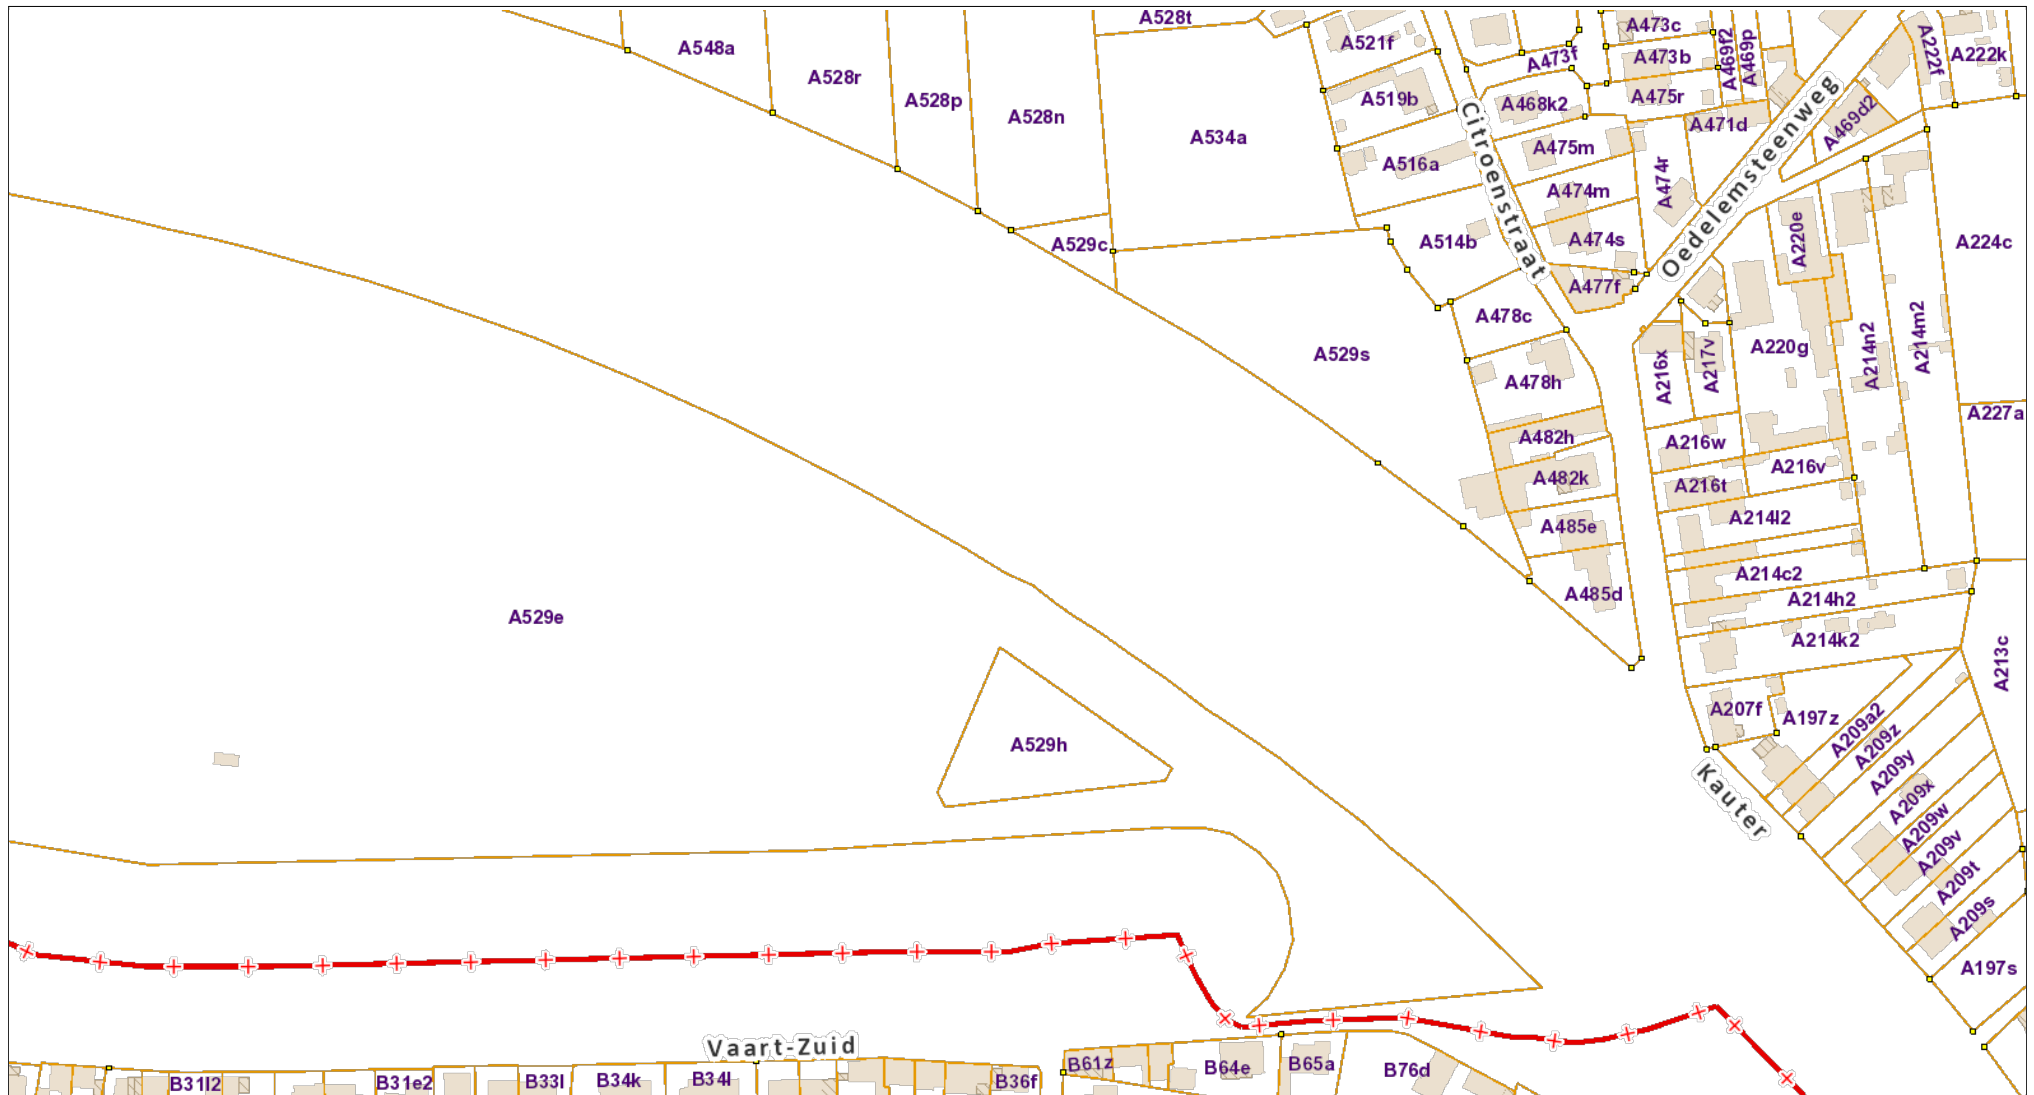 A528t
A548a
A528r
A528p
A528n
A534a
A521f
A519b
A516a
A514b
A473c
A473b
A473f
A469f2
A469p
A475r
A468k2
A471d
A475m
A474r
A474m
A474s
A477f
A469d2
A222f
A222k
Citroenstraat
Oedelemsteenweg
A529c
A529s
A478c
A478h
A482h
A482k
A485e
A485d
A220e
A224c
A216x
A217v
A220g
A214n2
A214m2
A227a
A216w
A216v
A216t
A214l2
A214c2
A214h2
A214k2
A213c
A207f
A197z
A209a2
A209z
A209y
A209x
A209w
A209v
A209t
A209s
A197s
Kauter
A529e
A529h
Vaart-Zuid
B31l2
B31e2
B33l
B34k
B34l
B36f
B61z
B64e
B65a
B76d